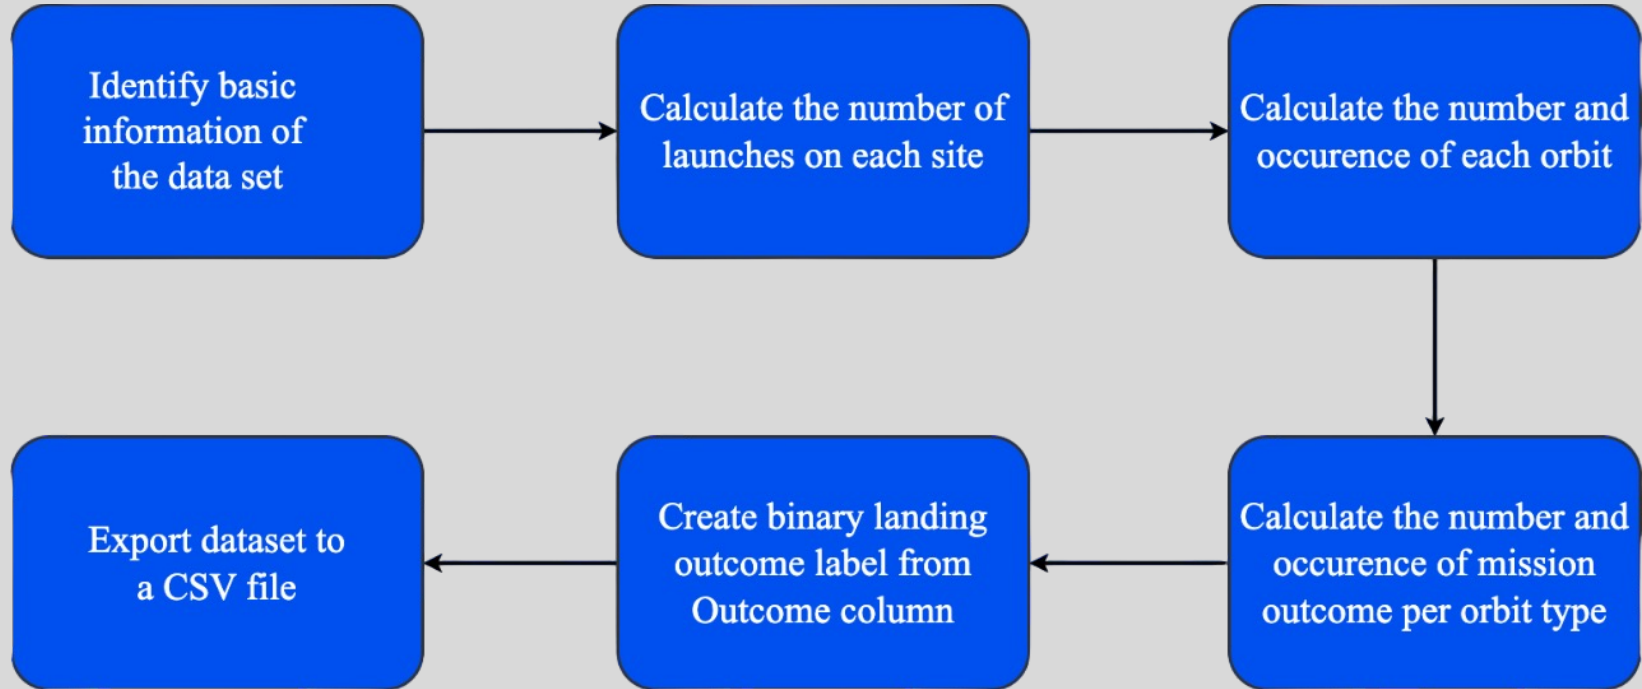 Identify basic
information of
the data set
Calculate the number of
launches on each site
Calculate the number and
occurence of each orbit
Calculate the number and
occurence of mission
outcome per orbit type
Create binary landing
outcome label from
Outcome column
Export dataset to
a CSV file